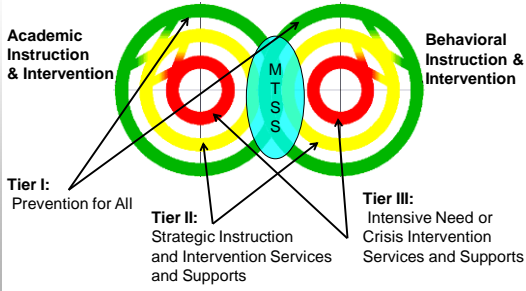 Academic
Instruction
& Intervention
Behavioral
Instruction &
Intervention
M
T
S
S
Tier I:
Prevention for All
Tier II:
Strategic Instruction
and Intervention Services
and Supports
Tier III:
Intensive Need or
Crisis Intervention
Services and Supports